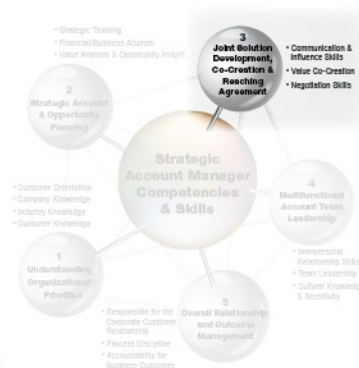 3
Joint Solution
Development,
Co-Creation &
Reaching
Agreement
• Communication &
Influence Skills
• Value Co-Creation
• Negotiation Skills
• Strategic Thinking
• Financial/Business Acumen
• Value Analysis & Opportunity Insight
2
Strategic Account
& Opportunity
Planning
Strategic
Account Manager
Competencies
& Skills
4
Multifunctional
Account Team
Leadership
• Interpersonal
Relationship Skills
• Team Leadership
• Cultural Knowledge
& Sensitivity
• Customer Orientation
• Company Knowledge
• Industry Knowledge
• Customer Knowledge
1
Understanding
Organizational
Priorities
• Responsible for the
Corporate Customer
Relationship
• Process Discipline
• Accountability for
Business Outcomes
5
Overall Relationship
and Outcome
Management